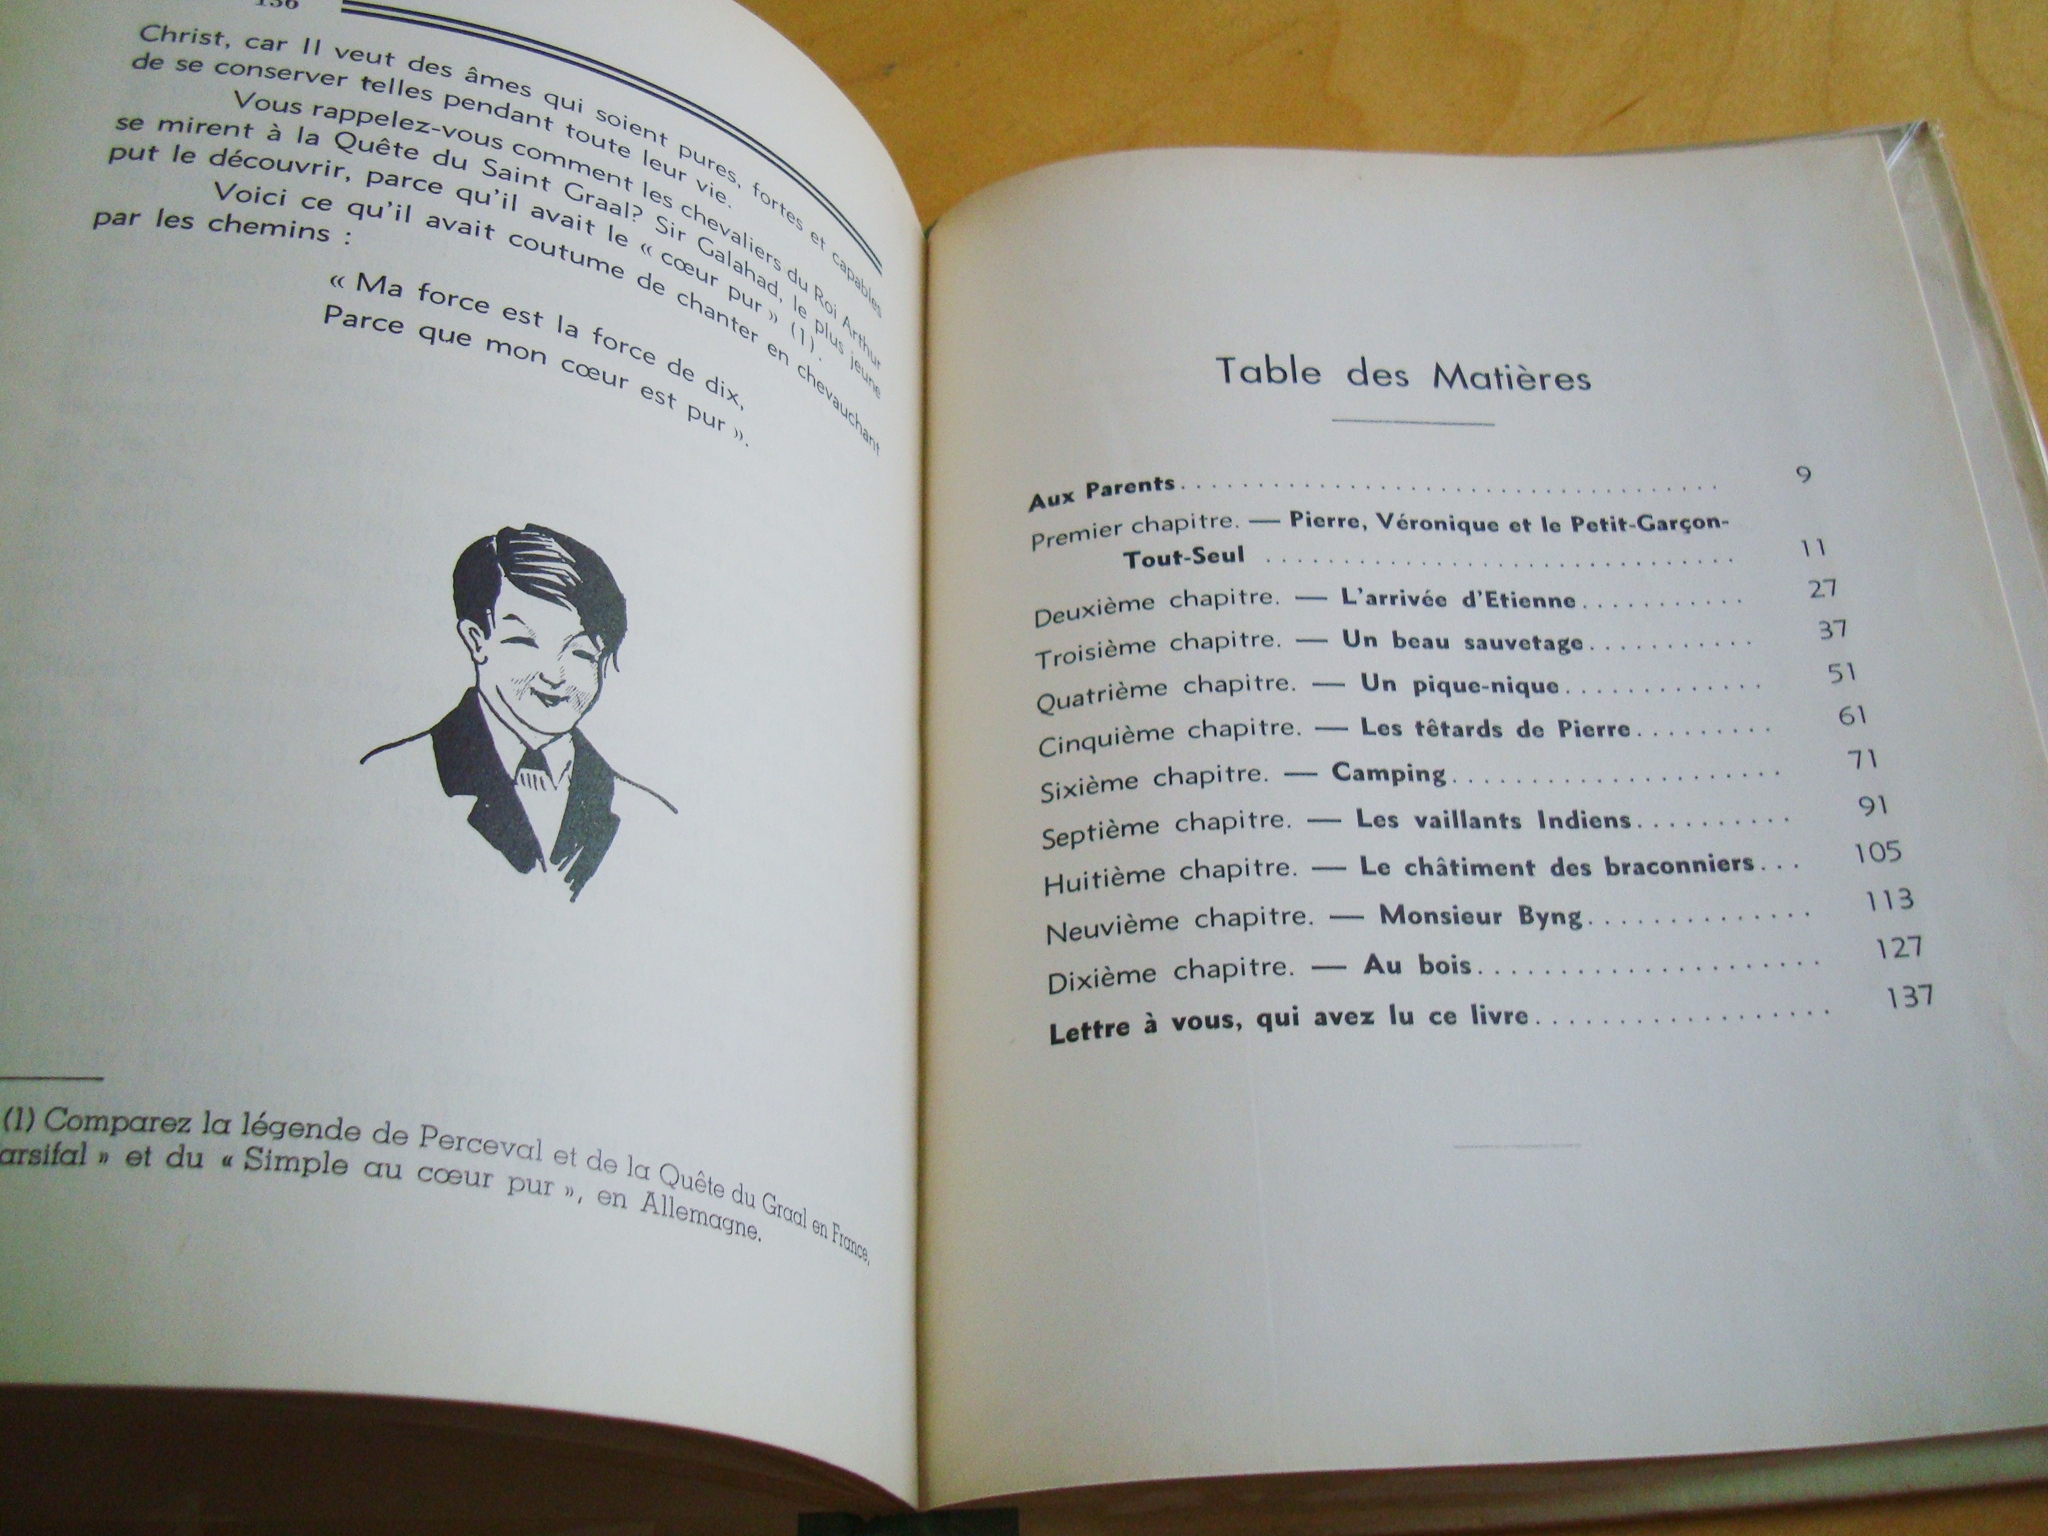 Christ, car Il veut des âmes qui soient pures, fortes et capables
de se conserver telles pendant toute leur vie.
Vous rappelez-vous comment les chevaliers du Roi Arthur
se mirent à la Quête du Saint Graal? Sir Galahad, le plus jeune
put le découvrir, parce qu'il avait le « cœur pur » (1).
Voici ce qu'il avait coutume de chanter en chevauchant
par les chemins :
« Ma force est la force de dix,
Parce que mon cœur est pur ».
(1) Comparez la légende de Perceval et de la Quête du Graal en France,
arsifal » et du « Simple au cœur pur », en Allemagne.
Table des Matières
Aux Parents. . . . . . . . . . . . . . . . . . . . . . . . . . . . . . . . . . . 9
Premier chapitre. — Pierre, Véronique et le Petit-Garçon-
Tout-Seul . . . . . . . . . . . . . . . . . . . . . . . . . . . . . 11
Deuxième chapitre. — L'arrivée d'Etienne. . . . . . . . . . . 27
Troisième chapitre. — Un beau sauvetage. . . . . . . . . . . 37
Quatrième chapitre. — Un pique-nique. . . . . . . . . . . . . 51
Cinquième chapitre. — Les têtards de Pierre. . . . . . . . . 61
Sixième chapitre. — Camping. . . . . . . . . . . . . . . . . . . . . 71
Septième chapitre. — Les vaillants Indiens. . . . . . . . . . 91
Huitième chapitre. — Le châtiment des braconniers. . . 105
Neuvième chapitre. — Monsieur Byng. . . . . . . . . . . . . . 113
Dixième chapitre. — Au bois. . . . . . . . . . . . . . . . . . . . . 127
Lettre à vous, qui avez lu ce livre. . . . . . . . . . . . . . . . . . 137